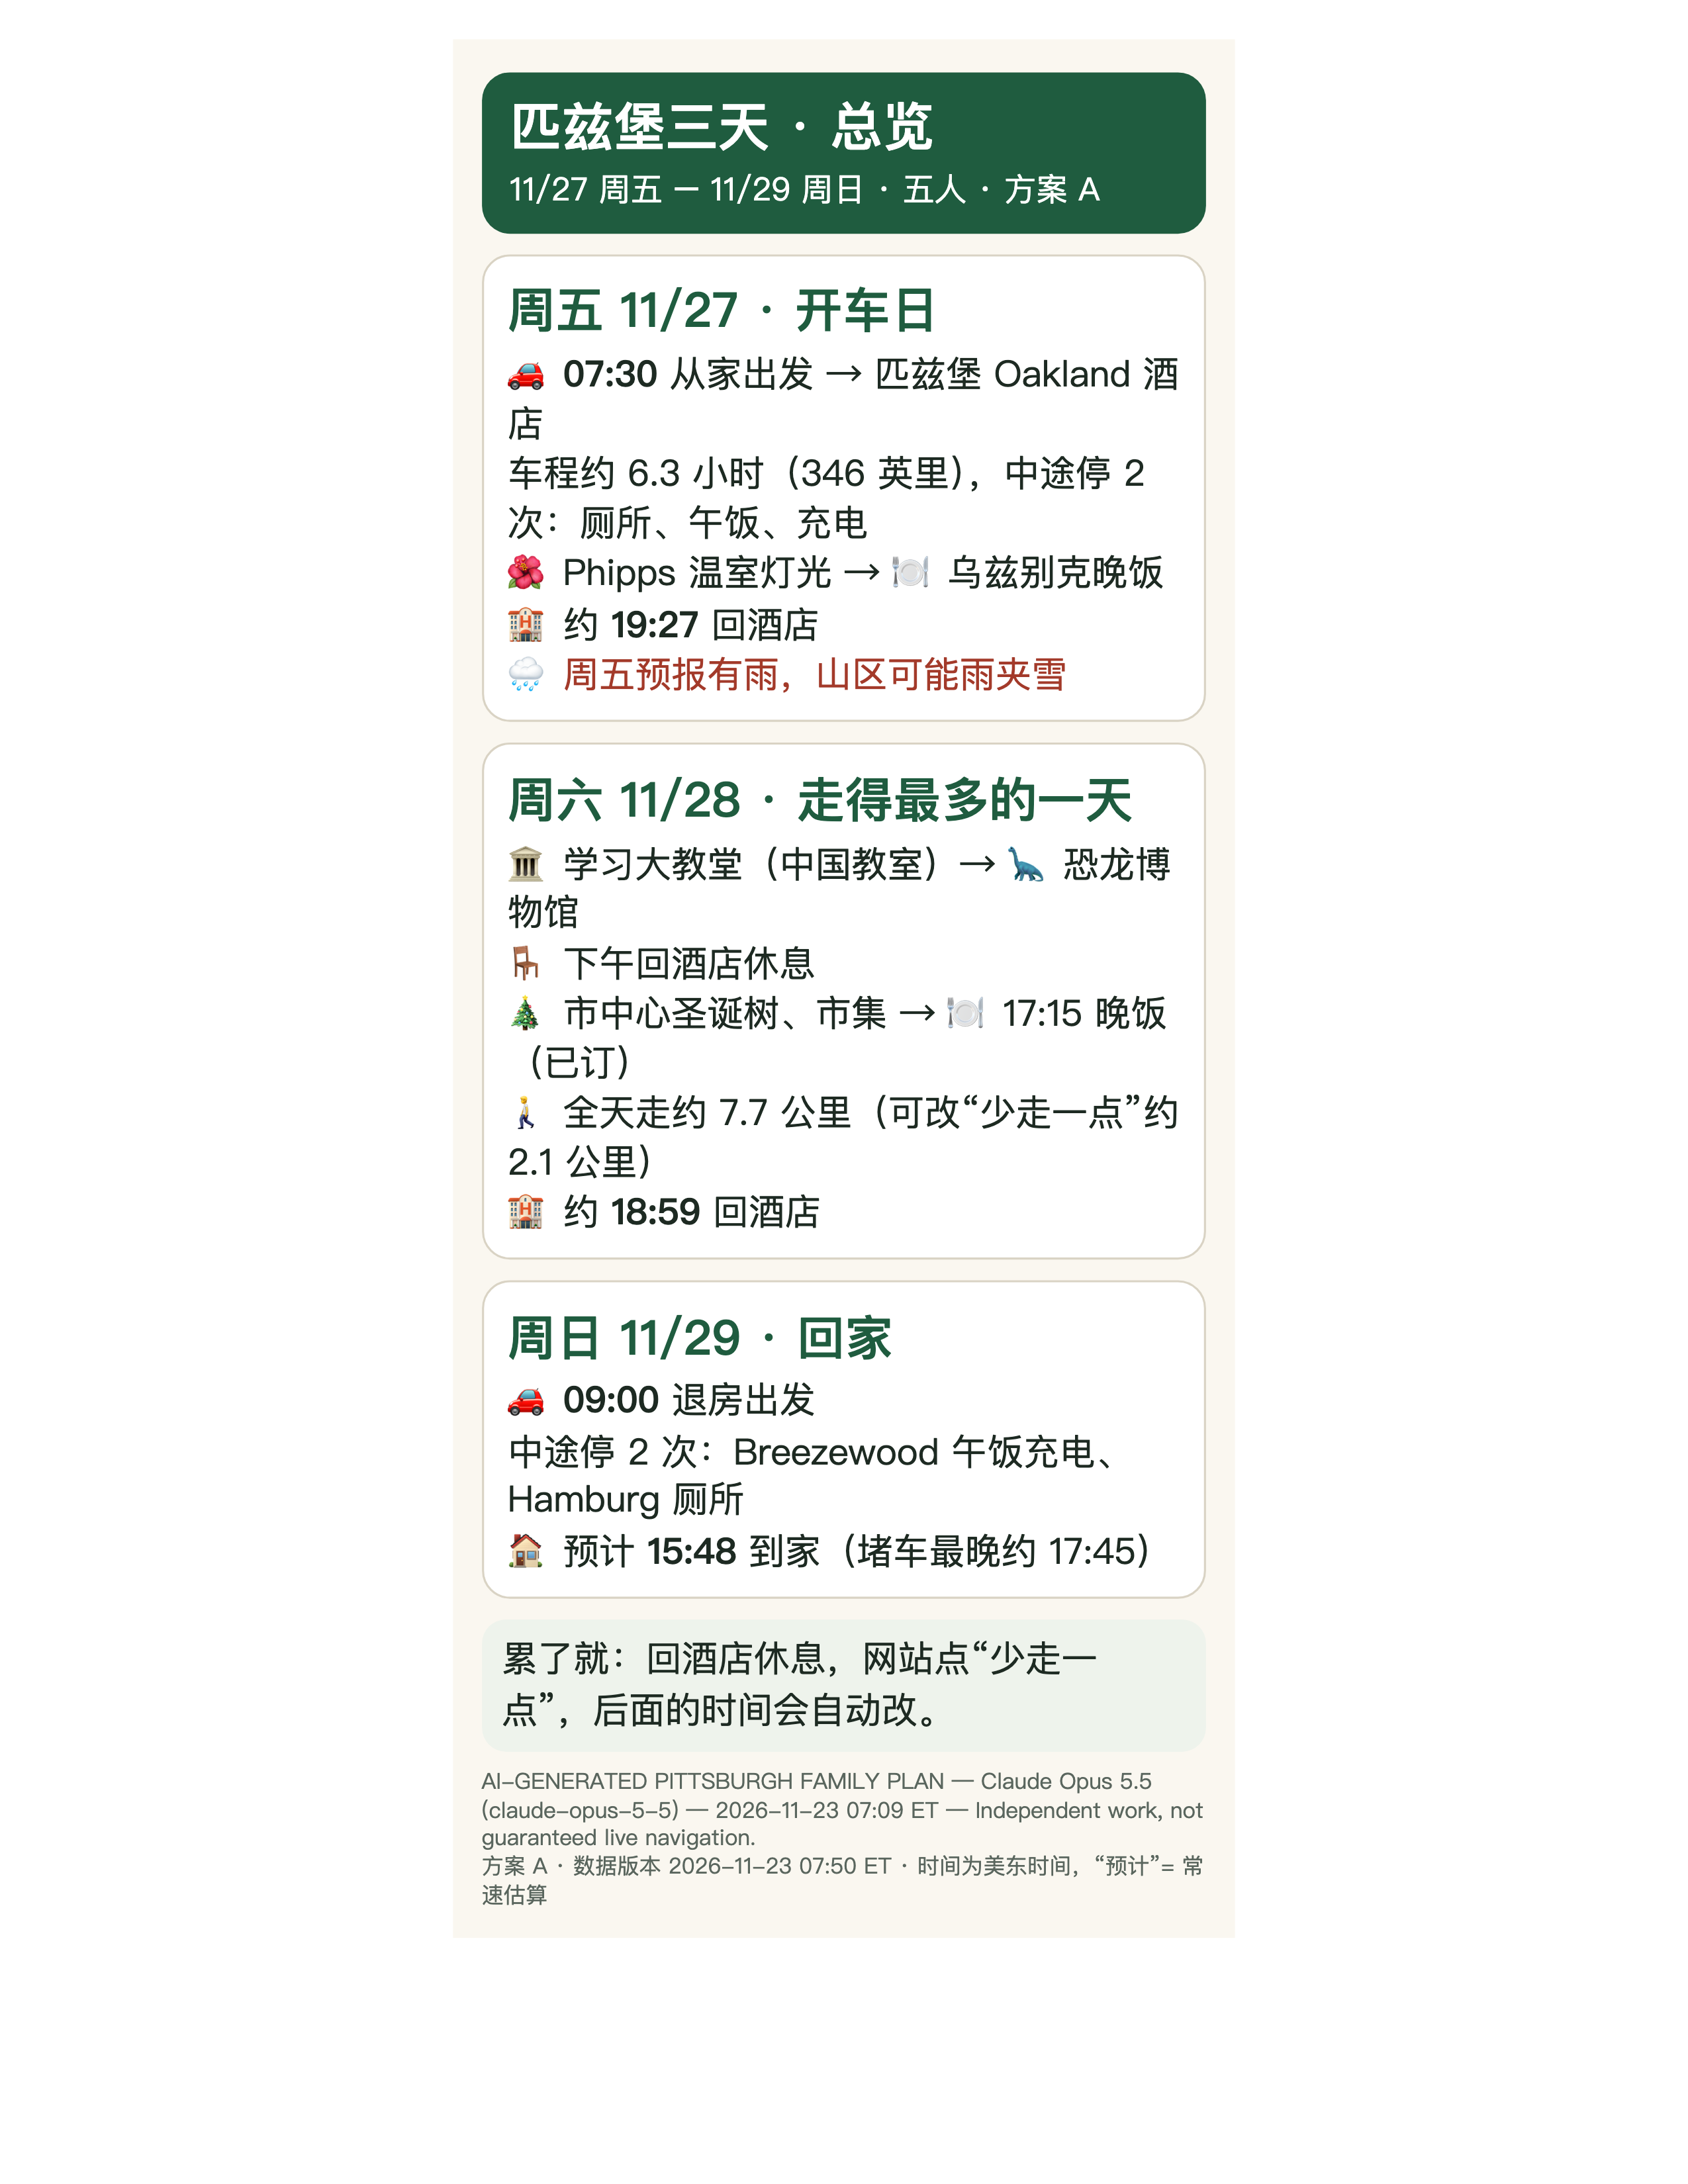 匹兹堡三天 · 总览
11/27 周五 — 11/29 周日 · 五人 · 方案 A
周五 11/27 · 开车日
🚗 07:30 从家出发 → 匹兹堡 Oakland 酒
店
车程约 6.3 小时（346 英里），中途停 2
次：厕所、午饭、充电
🌺 Phipps 温室灯光 → 🍽️ 乌兹别克晚饭
🏨 约 19:27 回酒店
🌧️ 周五预报有雨，山区可能雨夹雪
周六 11/28 · 走得最多的一天
🏛️ 学习大教堂（中国教室）→ 🦕 恐龙博
物馆
🪑 下午回酒店休息
🎄 市中心圣诞树、市集 → 🍽️ 17:15 晚饭
（已订）
🚶 全天走约 7.7 公里（可改“少走一点”约
2.1 公里）
🏨 约 18:59 回酒店
周日 11/29 · 回家
🚗 09:00 退房出发
中途停 2 次：Breezewood 午饭充电、
Hamburg 厕所
🏠 预计 15:48 到家（堵车最晚约 17:45）
累了就：回酒店休息，网站点“少走一
点”，后面的时间会自动改。
AI-GENERATED PITTSBURGH FAMILY PLAN — Claude Opus 5.5
(claude-opus-5-5) — 2026-11-23 07:09 ET — Independent work, not
guaranteed live navigation.
方案 A · 数据版本 2026-11-23 07:50 ET · 时间为美东时间，“预计”= 常
速估算